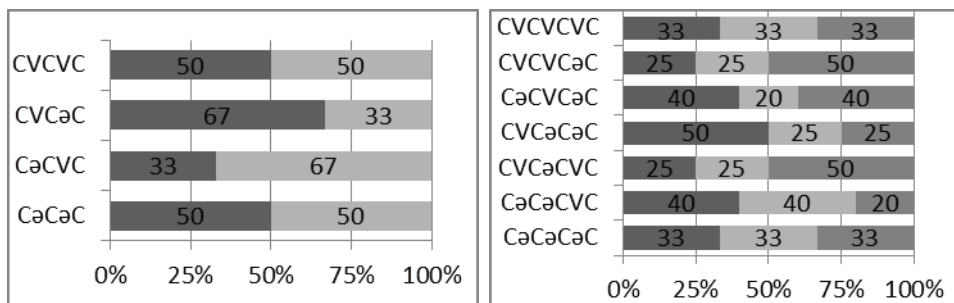 CVCVC 50 50
CVCəC 67 33
CəCVC 33 67
CəCəC 50 50
0% 25% 50% 75% 100%
CVCVCVC 33 33 33
CVCVCəC 25 25 50
CəCVCəC 40 20 40
CVCəCəC 50 25 25
CVCəCVC 25 25 50
CəCəCVC 40 40 20
CəCəCəC 33 33 33
0% 25% 50% 75% 100%